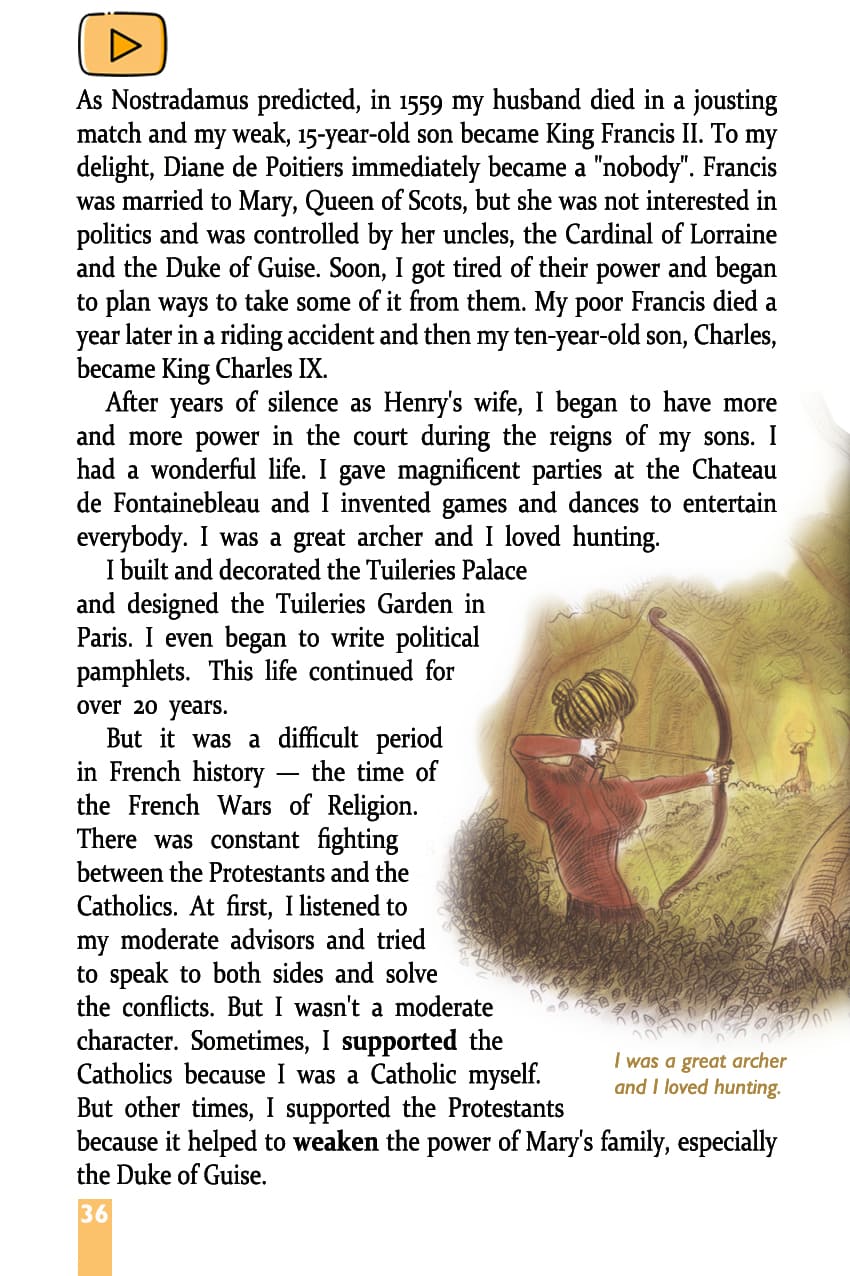 As Nostradamus predicted, in 1559 my husband died in a jousting
match and my weak, 15-year-old son became King Francis II. To my
delight, Diane de Poitiers immediately became a "nobody". Francis
was married to Mary, Queen of Scots, but she was not interested in
politics and was controlled by her uncles, the Cardinal of Lorraine
and the Duke of Guise. Soon, I got tired of their power and began
to plan ways to take some of it from them. My poor Francis died a
year later in a riding accident and then my ten-year-old son, Charles,
became King Charles IX.
After years of silence as Henry's wife, I began to have more
and more power in the court during the reigns of my sons. I
had a wonderful life. I gave magnificent parties at the Chateau
de Fontainebleau and I invented games and dances to entertain
everybody. I was a great archer and I loved hunting.
I built and decorated the Tuileries Palace
and designed the Tuileries Garden in
Paris. I even began to write political
pamphlets. This life continued for
over 20 years.
But it was a difficult period
in French history — the time of
the French Wars of Religion.
There was constant fighting
between the Protestants and the
Catholics. At first, I listened to
my moderate advisors and tried
to speak to both sides and solve
the conflicts. But I wasn't a moderate
character. Sometimes, I supported the
Catholics because I was a Catholic myself.
But other times, I supported the Protestants
because it helped to weaken the power of Mary's family, especially
the Duke of Guise.
I was a great archer
and I loved hunting.
36